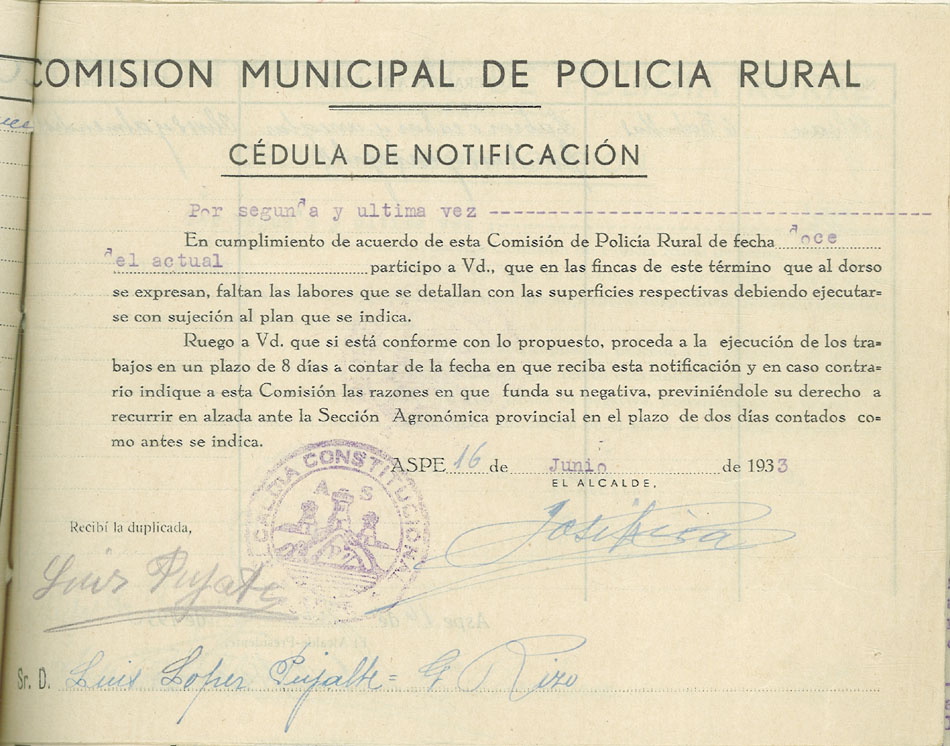 COMISION MUNICIPAL DE POLICIA RURAL
CÉDULA DE NOTIFICACIÓN
Por segunda y ultima vez ------------------------------------
En cumplimiento de acuerdo de esta Comisión de Policía Rural de fecha doce
del actual participo a Vd., que en las fincas de este término que al dorso
se expresan, faltan las labores que se detallan con las superficies respectivas debiendo ejecutar=
se con sujeción al plan que se indica.
Ruego a Vd. que si está conforme con lo propuesto, proceda a la ejecución de los tra=
bajos en un plazo de 8 días a contar de la fecha en que reciba esta notificación y en caso contra=
rio indique a esta Comisión las razones en que funda su negativa, previniéndole su derecho a
recurrir en alzada ante la Sección Agronómica provincial en el plazo de dos días contados co=
mo antes se indica.
ASPE 16 de Junio de 1933
EL ALCALDE,
ALCALDIA CONSTITUCIONAL
A S
Recibí la duplicada,
Luis Pujalte
Sr. D. Luis Lopez Pujalte = G Rizo